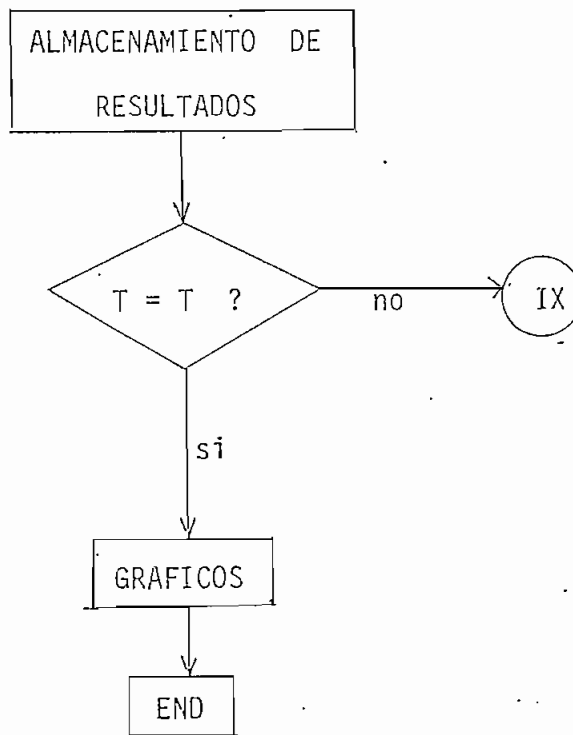 ALMACENAMIENTO DE
RESULTADOS
T = T ?
no
IX
si
GRAFICOS
END